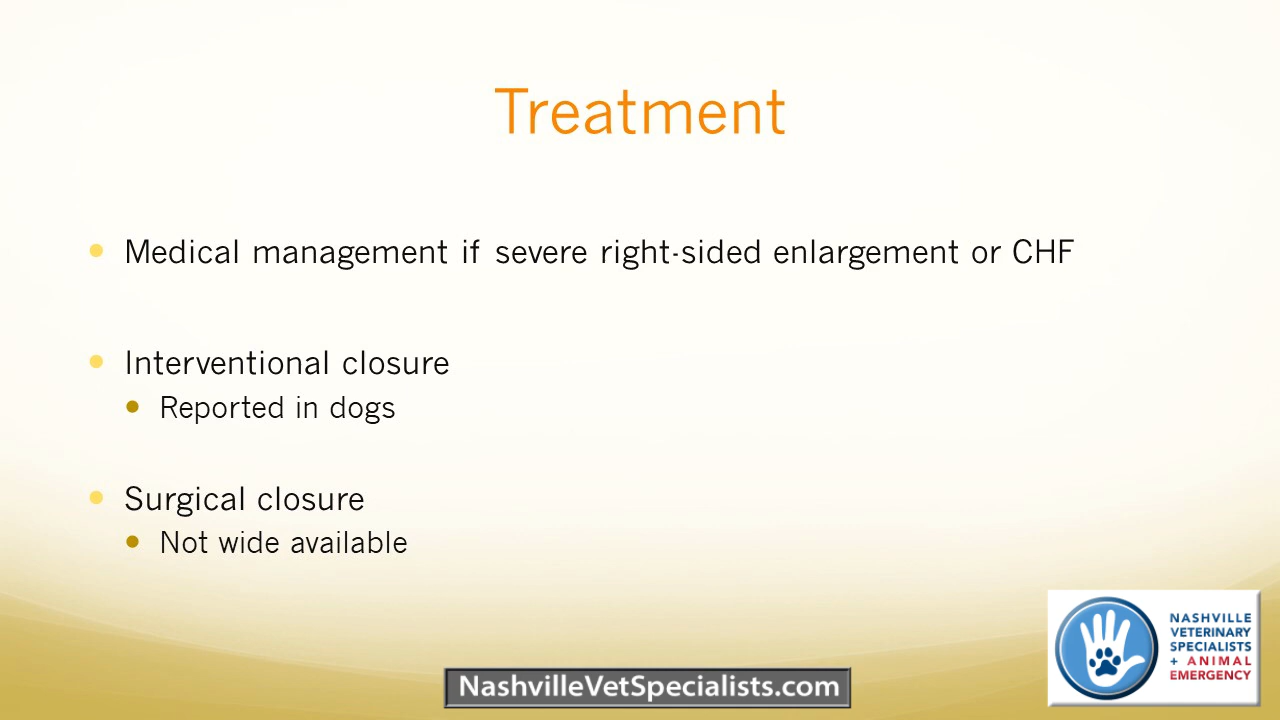 Treatment
Medical management if severe right-sided enlargement or CHF
Interventional closure
Reported in dogs
Surgical closure
Not wide available
NASHVILLE
VETERINARY
SPECIALISTS
+ ANIMAL
EMERGENCY
NashvilleVetSpecialists.com